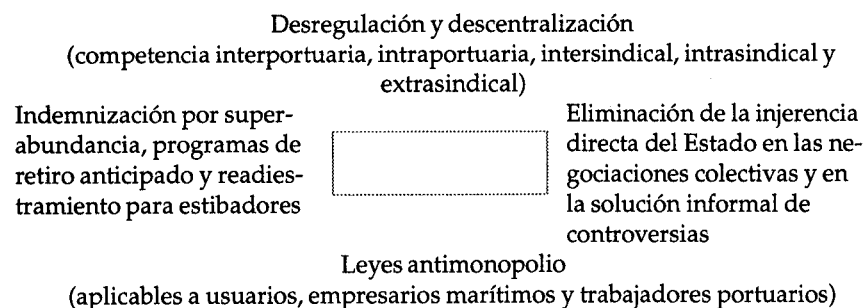 Desregulación y descentralización
(competencia interportuaria, intraportuaria, intersindical, intrasindical y
extrasindical)
Indemnización por super-
abundancia, programas de
retiro anticipado y readies-
tramiento para estibadores
Eliminación de la injerencia
directa del Estado en las ne-
gociaciones colectivas y en
la solución informal de
controversias
Leyes antimonopolio
(aplicables a usuarios, empresarios marítimos y trabajadores portuarios)